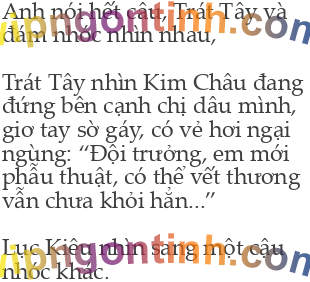 Anh nói hết câu, Trát Tây và
đám nhóc nhìn nhau,
Trát Tây nhìn Kim Châu đang
đứng bên cạnh chị dâu mình,
giơ tay sờ gáy, có vẻ hơi ngại
ngùng: “Đội trưởng, em mới
phẫu thuật, có thể vết thương
vẫn chưa khỏi hẳn...”
Lục Kiêu nhìn sang một cậu
nhóc khác.